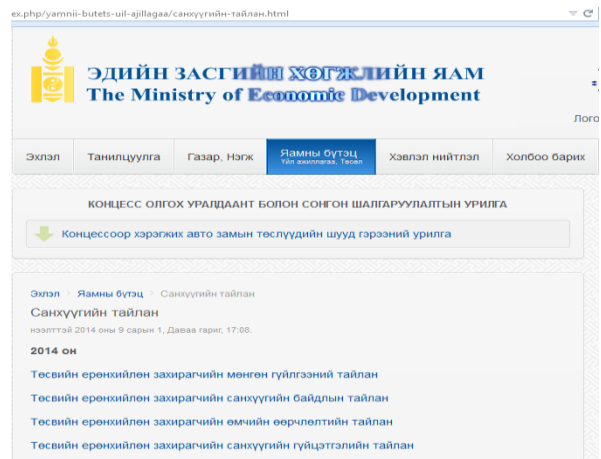 ex.php/yamnii-butets-uil-ajillagaa/санхүүгийн-тайлан.html
ЭДИЙН ЗАСГИЙН ХӨГЖЛИЙН ЯАМ
The Ministry of Economic Development
Лого
Эхлэл Танилцуулга Газар, Нэгж Яамны бүтэц Хэвлэл нийтлэл Холбоо барих
Үйл ажиллагаа, Төсөв
КОНЦЕСС ОЛГОХ УРАЛДААНТ БОЛОН СОНГОН ШАЛГАРУУЛАЛТЫН УРИЛГА
Концессоор хэрэгжих авто замын төслүүдийн шууд гэрээний урилга
Эхлэл Яамны бүтэц Санхүүгийн тайлан
Санхүүгийн тайлан
нээлттэй 2014 оны 9 сарын 1, Даваа гариг, 17:08.
2014 он
Төсвийн ерөнхийлөн захирагчийн мөнгөн гүйлгээний тайлан
Төсвийн ерөнхийлөн захирагчийн санхүүгийн байдлын тайлан
Төсвийн ерөнхийлөн захирагчийн өмчийн өөрчлөлтийн тайлан
Төсвийн ерөнхийлөн захирагчийн санхүүгийн гүйцэтгэлийн тайлан